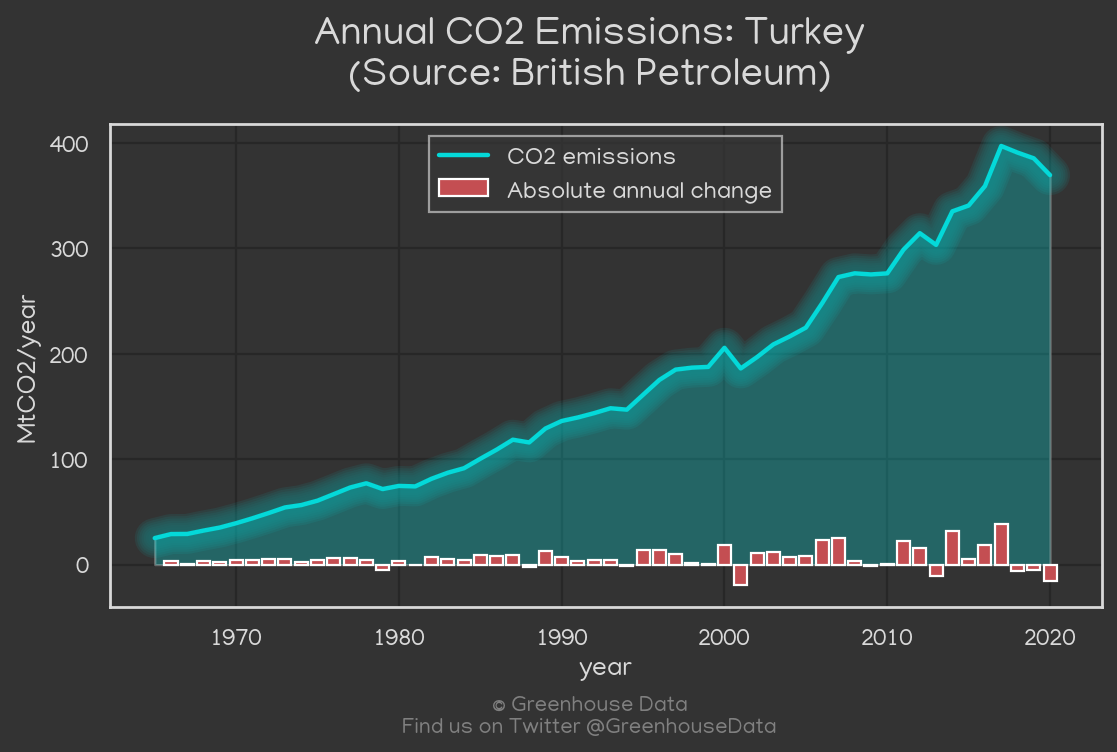 Annual CO2 Emissions: Turkey
(Source: British Petroleum)
CO2 emissions
Absolute annual change
MtCO2/year
400
300
200
100
0
1970 1980 1990 2000 2010 2020
year
© Greenhouse Data
Find us on Twitter @GreenhouseData